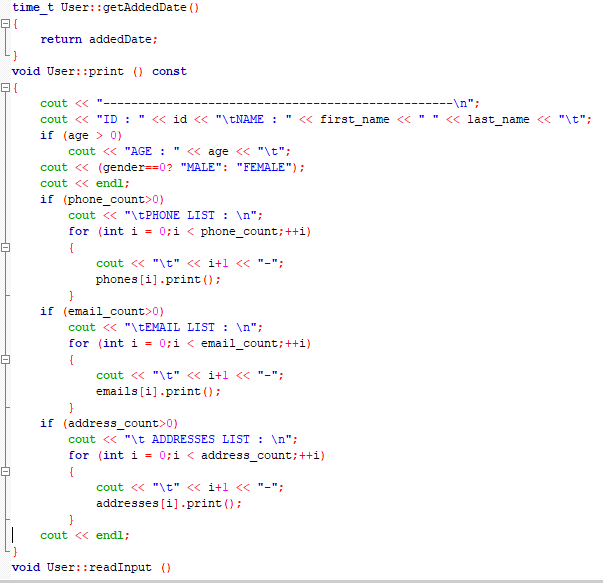 time_t User::getAddedDate()
{
    return addedDate;
}
void User::print () const
{
    cout << "--------------------------------------------------\n";
    cout << "ID : " << id << "\tNAME : " << first_name << " " << last_name << "\t";
    if (age > 0)
        cout << "AGE : " << age << "\t";
    cout << (gender==0? "MALE": "FEMALE");
    cout << endl;
    if (phone_count>0)
        cout << "\tPHONE LIST : \n";
        for (int i = 0;i < phone_count;++i)
        {
            cout << "\t" << i+1 << "-";
            phones[i].print();
        }
    if (email_count>0)
        cout << "\tEMAIL LIST : \n";
        for (int i = 0;i < email_count;++i)
        {
            cout << "\t" << i+1 << "-";
            emails[i].print();
        }
    if (address_count>0)
        cout << "\t ADDRESSES LIST : \n";
        for (int i = 0;i < address_count;++i)
        {
            cout << "\t" << i+1 << "-";
            addresses[i].print();
        }
    cout << endl;
}
void User::readInput ()